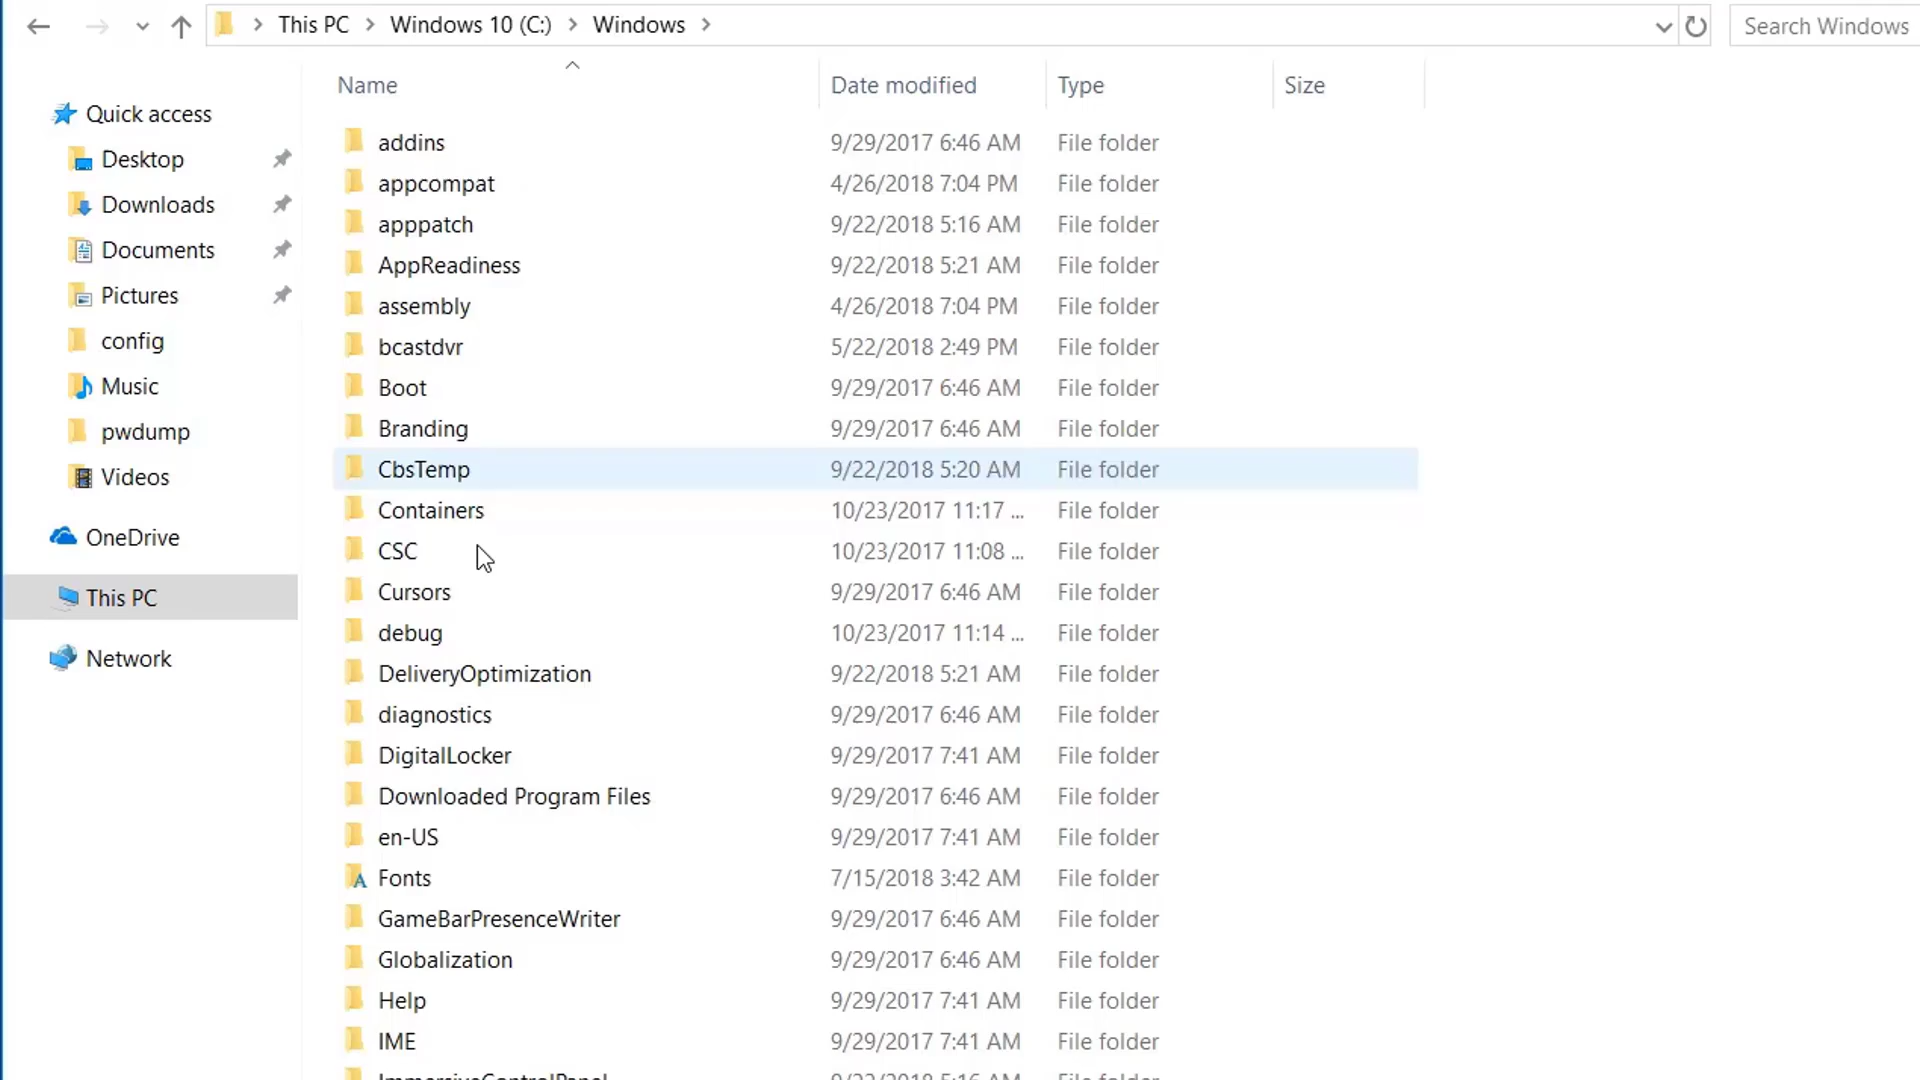 This PC > Windows 10 (C:) > Windows >
Search Windows
Name Date modified Type Size
Quick access
Desktop
Downloads
Documents
Pictures
config
Music
pwdump
Videos
OneDrive
This PC
Network
addins 9/29/2017 6:46 AM File folder
appcompat 4/26/2018 7:04 PM File folder
apppatch 9/22/2018 5:16 AM File folder
AppReadiness 9/22/2018 5:21 AM File folder
assembly 4/26/2018 7:04 PM File folder
bcastdvr 5/22/2018 2:49 PM File folder
Boot 9/29/2017 6:46 AM File folder
Branding 9/29/2017 6:46 AM File folder
CbsTemp 9/22/2018 5:20 AM File folder
Containers 10/23/2017 11:17 ... File folder
CSC 10/23/2017 11:08 ... File folder
Cursors 9/29/2017 6:46 AM File folder
debug 10/23/2017 11:14 ... File folder
DeliveryOptimization 9/22/2018 5:21 AM File folder
diagnostics 9/29/2017 6:46 AM File folder
DigitalLocker 9/29/2017 7:41 AM File folder
Downloaded Program Files 9/29/2017 6:46 AM File folder
en-US 9/29/2017 7:41 AM File folder
Fonts 7/15/2018 3:42 AM File folder
GameBarPresenceWriter 9/29/2017 6:46 AM File folder
Globalization 9/29/2017 6:46 AM File folder
Help 9/29/2017 7:41 AM File folder
IME 9/29/2017 7:41 AM File folder
ImmersiveControlPanel 9/22/2018 5:16 AM File folder